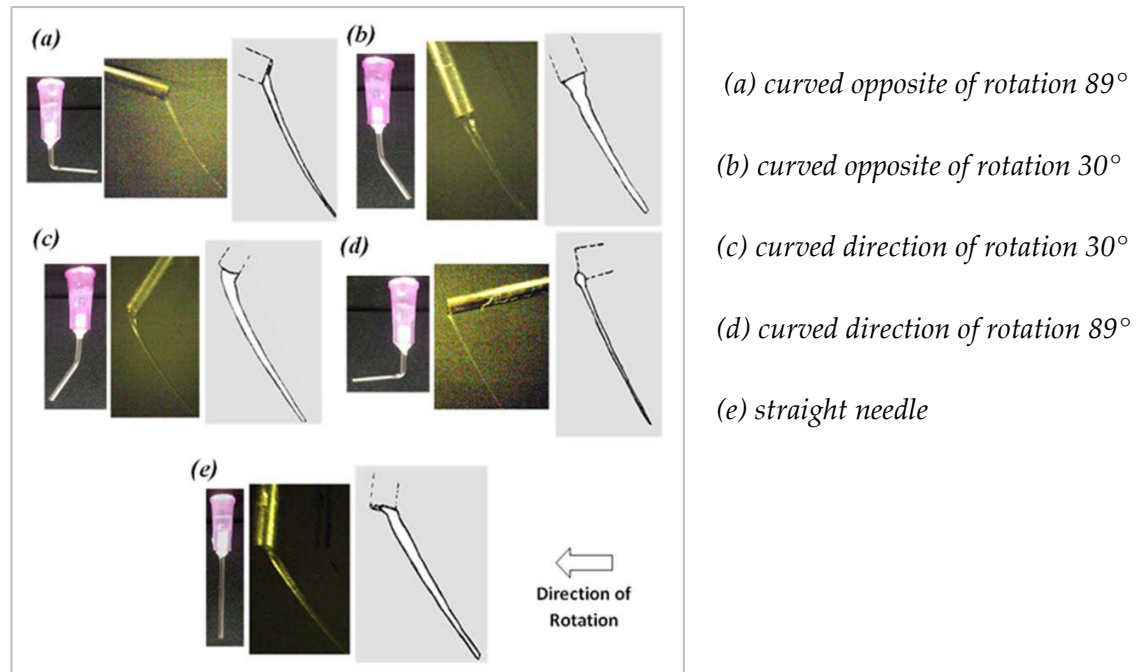 (a)
(b)
(a) curved opposite of rotation 89°
(b) curved opposite of rotation 30°
(c)
(d)
(c) curved direction of rotation 30°
(d) curved direction of rotation 89°
(e) straight needle
(e)
Direction of
Rotation